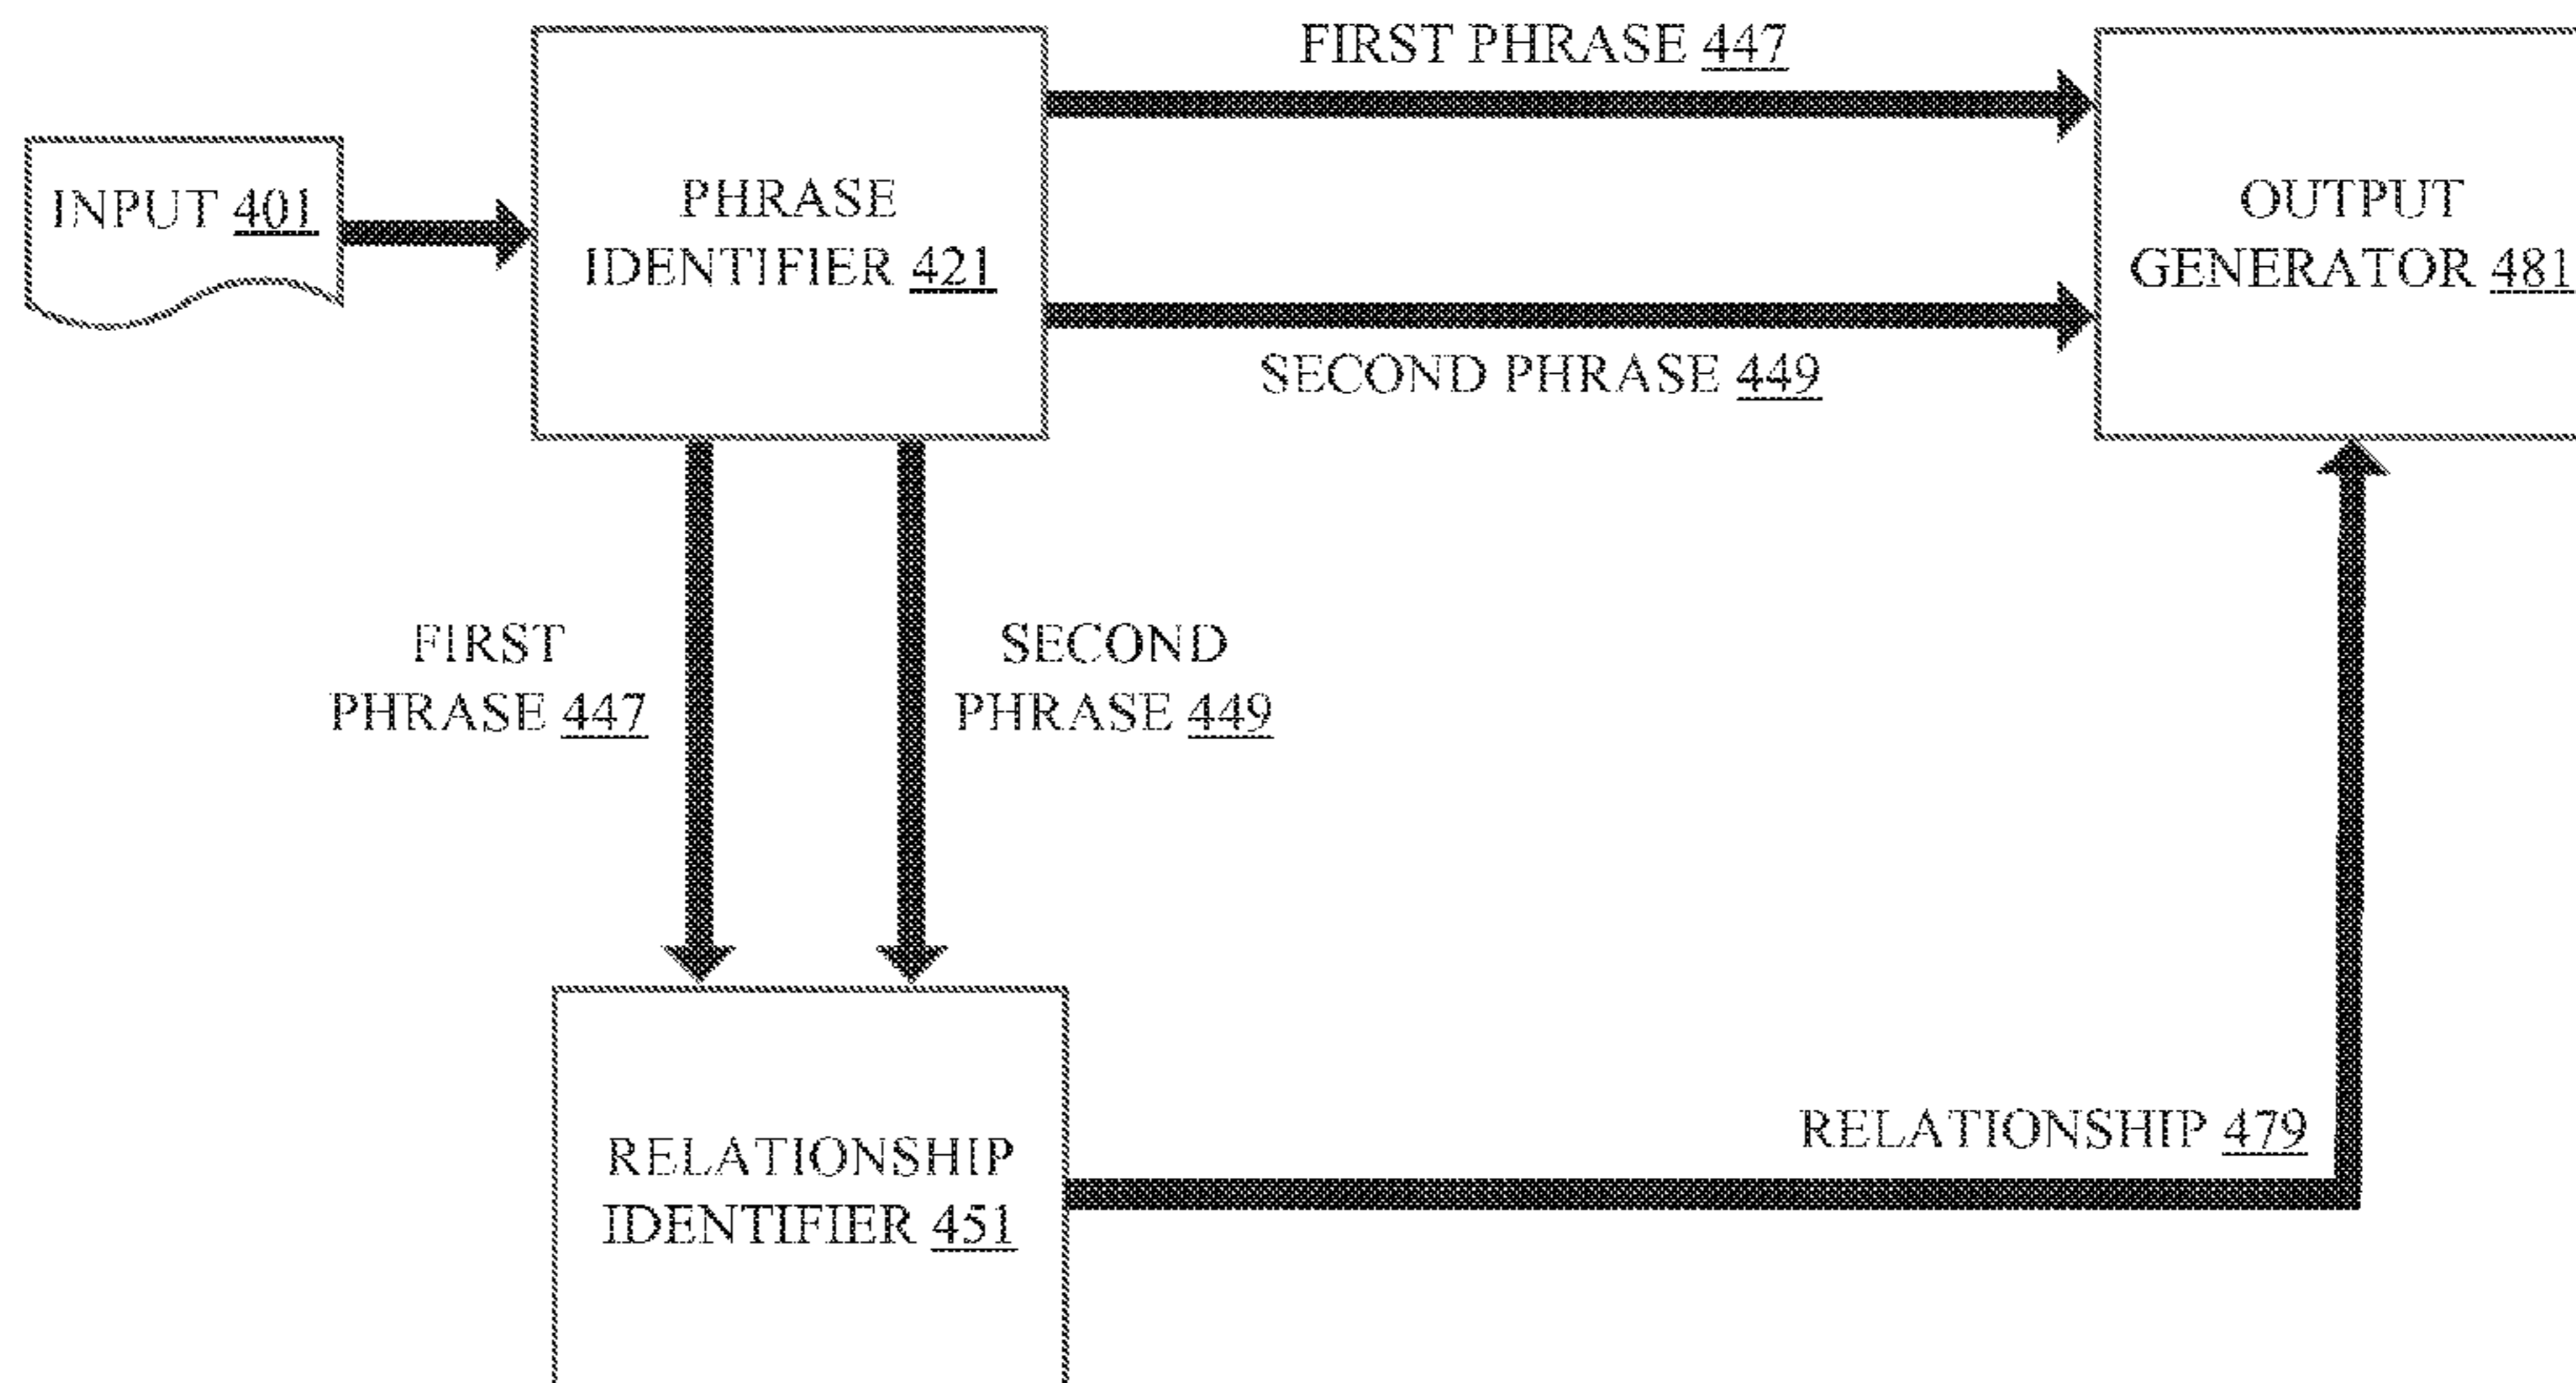 FIRST PHRASE 447
INPUT 401
PHRASE
IDENTIFIER 421
OUTPUT
GENERATOR 481
SECOND PHRASE 449
FIRST
PHRASE 447
SECOND
PHRASE 449
RELATIONSHIP 479
RELATIONSHIP
IDENTIFIER 451